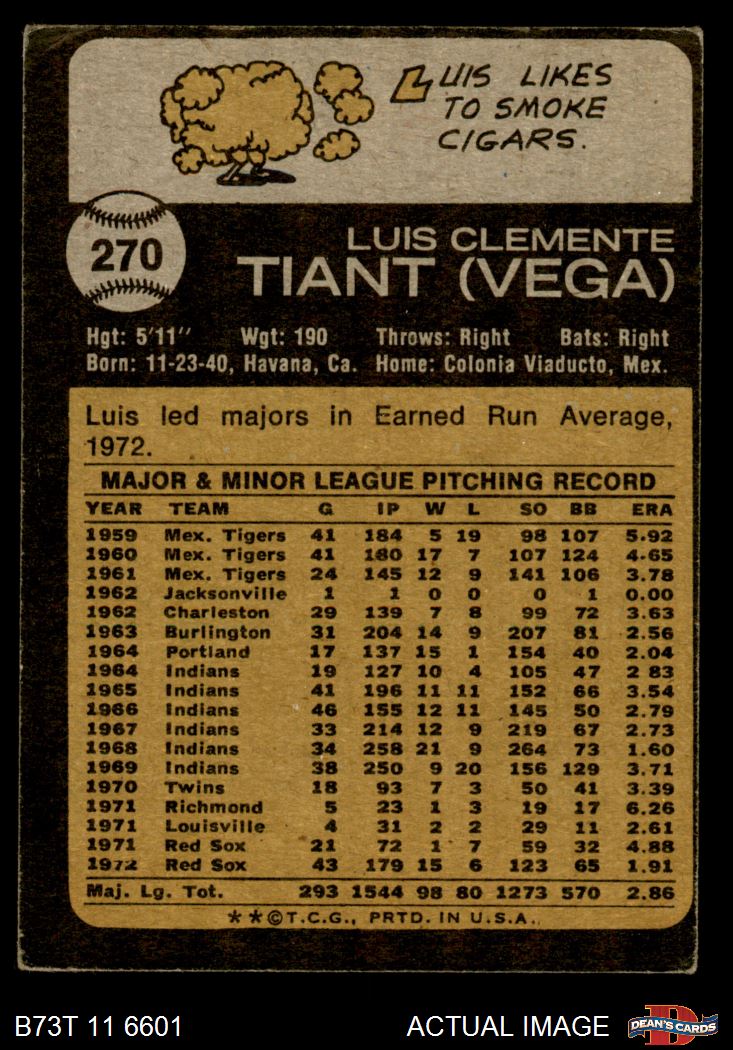 LUIS LIKES
TO SMOKE
CIGARS.
270
LUIS CLEMENTE
TIANT (VEGA)
Hgt: 5'11" Wgt: 190 Throws: Right Bats: Right
Born: 11-23-40, Havana, Ca. Home: Colonia Viaducto, Mex.
Luis led majors in Earned Run Average,
1972.
MAJOR & MINOR LEAGUE PITCHING RECORD
YEAR TEAM G IP W L SO BB ERA
1959 Mex. Tigers 41 184 5 19 98 107 5.92
1960 Mex. Tigers 41 180 17 7 107 124 4.65
1961 Mex. Tigers 24 145 12 9 141 106 3.78
1962 Jacksonville 1 1 0 0 0 1 0.00
1962 Charleston 29 139 7 8 99 72 3.63
1963 Burlington 31 204 14 9 207 81 2.56
1964 Portland 17 137 15 1 154 40 2.04
1964 Indians 19 127 10 4 105 47 2 83
1965 Indians 41 196 11 11 152 66 3.54
1966 Indians 46 155 12 11 145 50 2.79
1967 Indians 33 214 12 9 219 67 2.73
1968 Indians 34 258 21 9 264 73 1.60
1969 Indians 38 250 9 20 156 129 3.71
1970 Twins 18 93 7 3 50 41 3.39
1971 Richmond 5 23 1 3 19 17 6.26
1971 Louisville 4 31 2 2 29 11 2.61
1971 Red Sox 21 72 1 7 59 32 4.88
1972 Red Sox 43 179 15 6 123 65 1.91
Maj. Lg. Tot. 293 1544 98 80 1273 570 2.86
**©T.C.G., PRTD. IN U.S.A.
B73T 11 6601 ACTUAL IMAGE DEAN'S CARDS